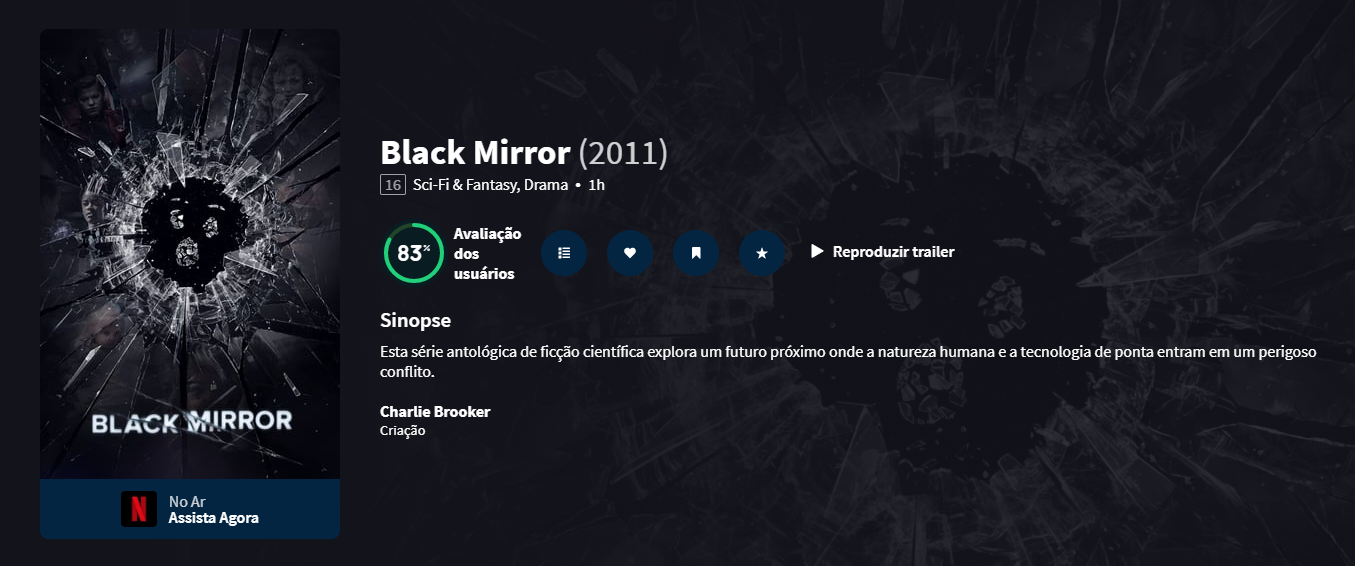 Black Mirror (2011)
16 Sci-Fi & Fantasy, Drama • 1h
83%
Avaliação
dos
usuários
Reproduzir trailer
Sinopse
Esta série antológica de ficção científica explora um futuro próximo onde a natureza humana e a tecnologia de ponta entram em um perigoso
conflito.
Charlie Brooker
Criação
BLACK MIRROR
N
No Ar
Assista Agora